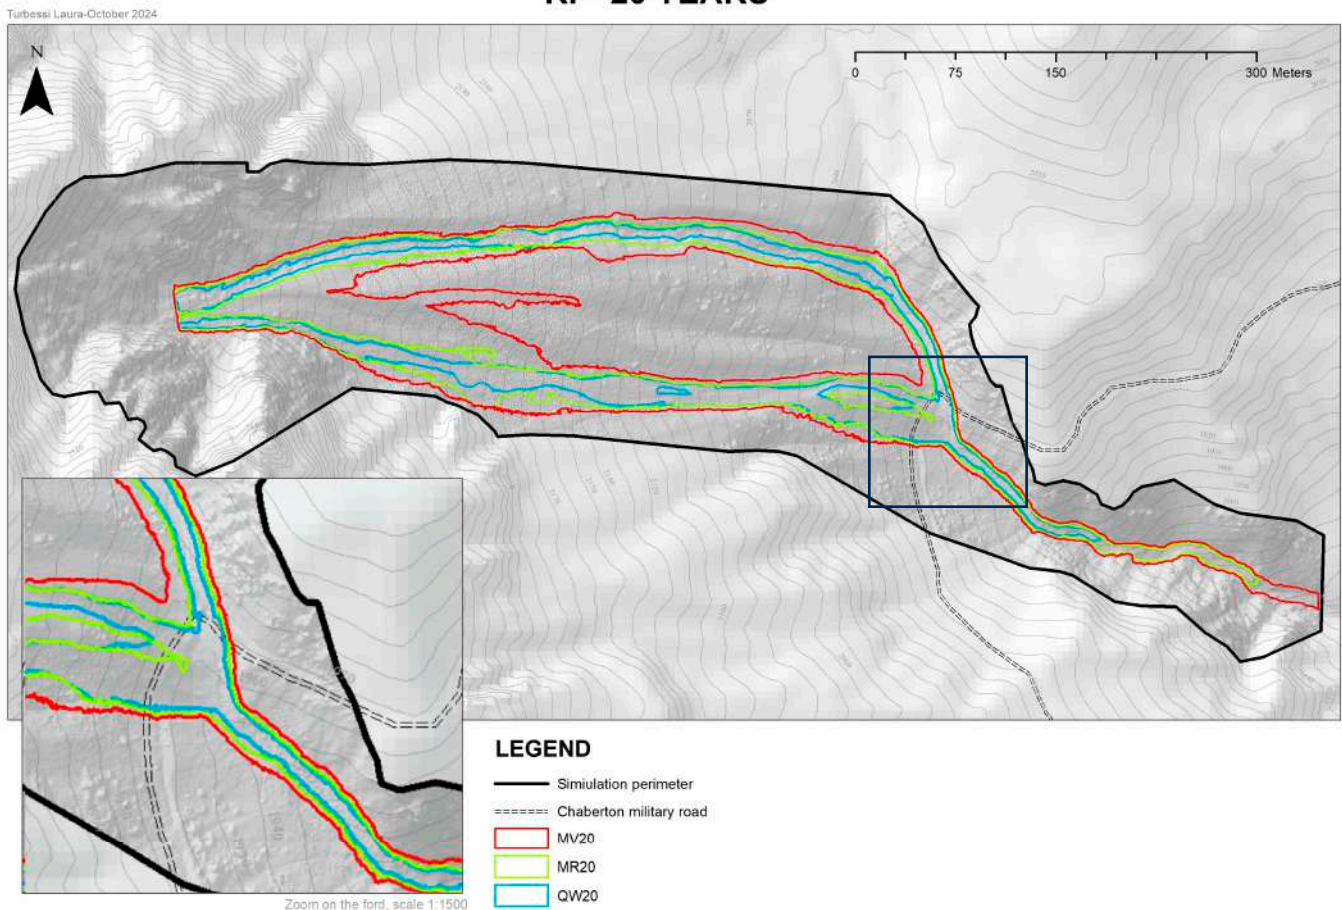 Turbessi Laura-October 2024
N
0 75 150 300 Meters
LEGEND
Simiulation perimeter
Chaberton military road
MV20
MR20
QW20
Zoom on the ford, scale 1:1500